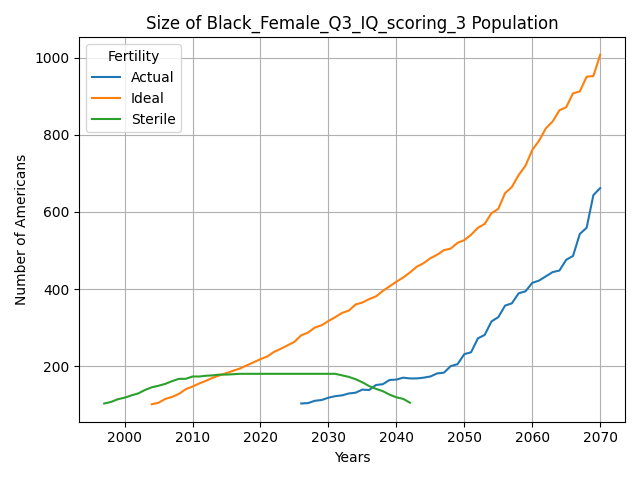 Size of Black_Female_Q3_IQ_scoring_3 Population
Fertility
Actual
Ideal
Sterile
Number of Americans
1000
800
600
400
200
2000 2010 2020 2030 2040 2050 2060 2070
Years